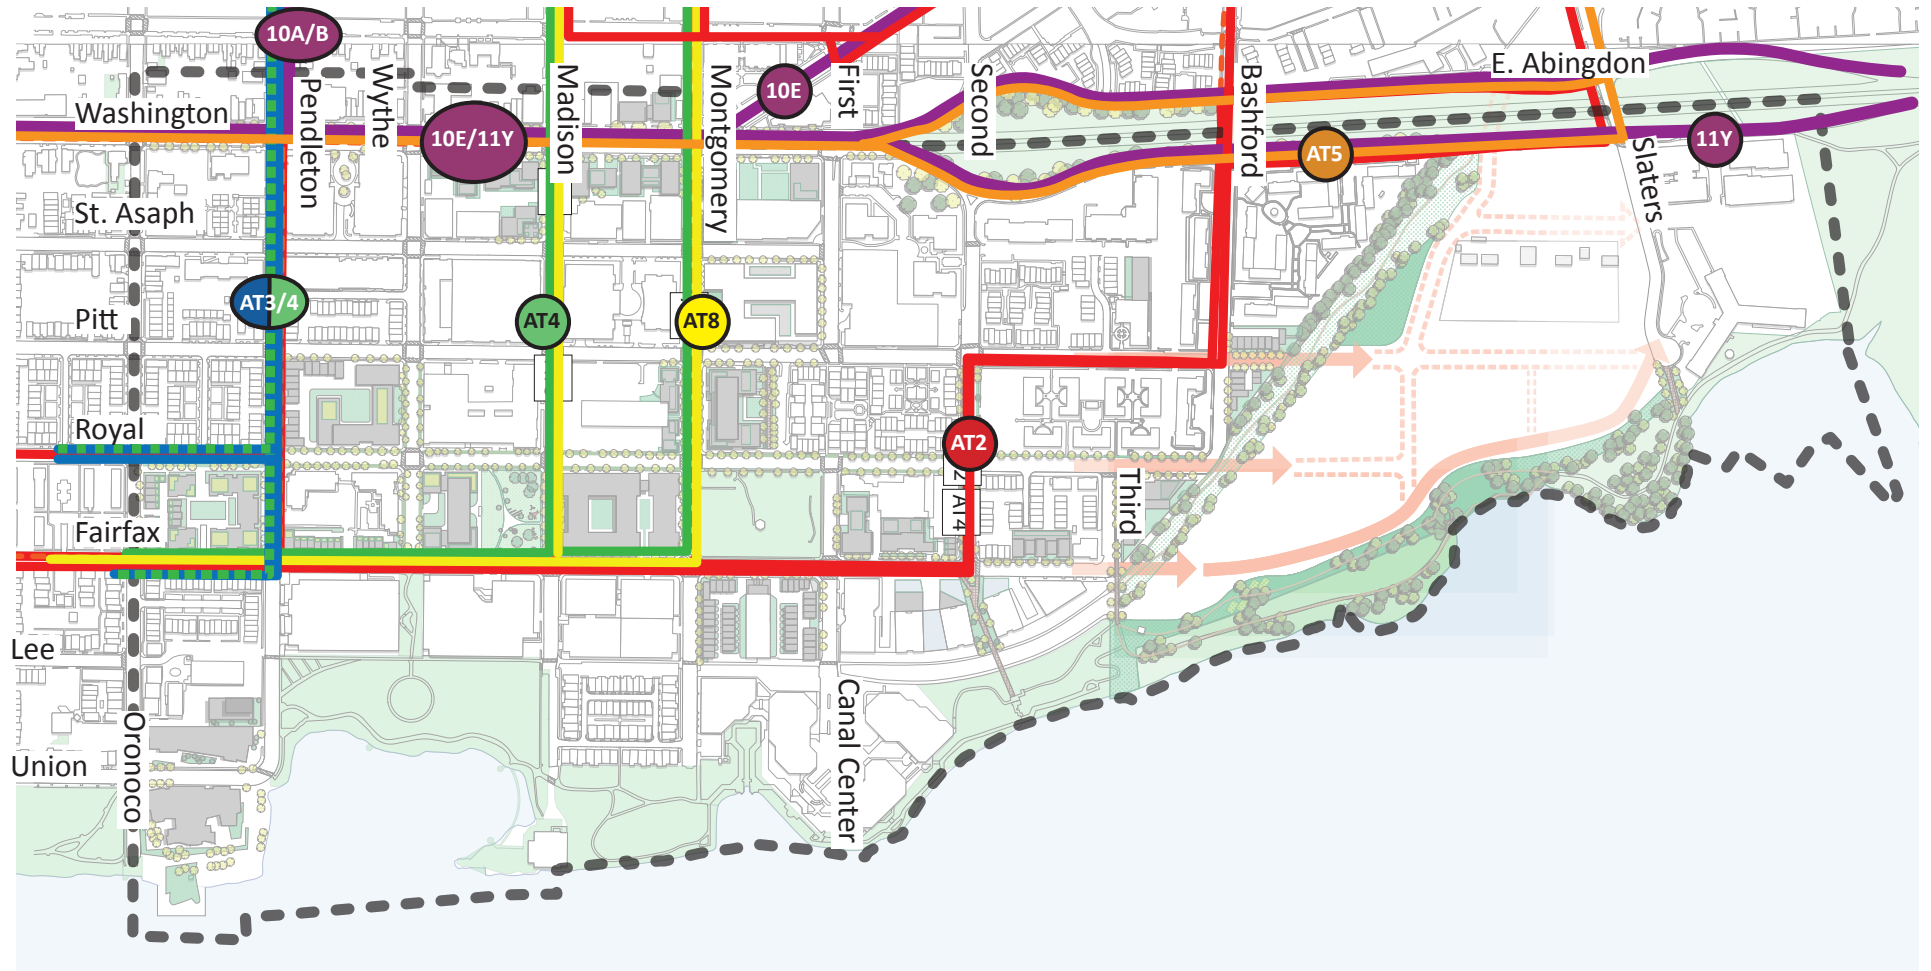 10A/B
E. Abingdon
Washington
Pendleton
Wythe
10E/11Y
Madison
Montgomery
10E
First
Second
Bashford
AT5
Slaters
11Y
St. Asaph
AT3/4
Pitt
AT4
AT8
Royal
AT2
AT4
Third
Fairfax
Lee
Union
Oronoco
Canal Center